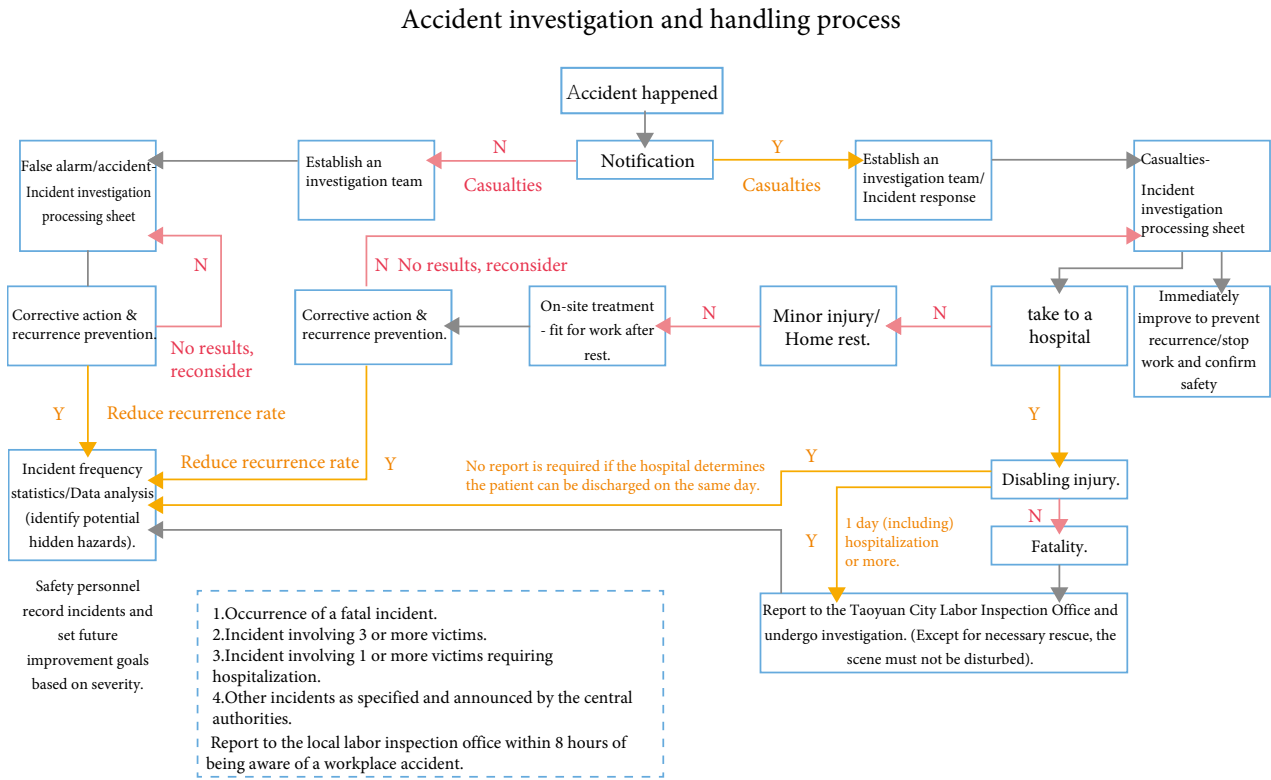 Accident investigation and handling process
Accident happened
False alarm/accident-
Incident investigation
processing sheet
Establish an
investigation team
N
Casualties
Notification
Y
Casualties
Establish an
investigation team/
Incident response
Casualties-
Incident
investigation
processing sheet
N
N No results, reconsider
Corrective action &
recurrence prevention.
No results,
reconsider
Corrective action &
recurrence prevention.
On-site treatment
- fit for work after
rest.
N
Minor injury/
Home rest.
N
take to a
hospital
Immediately
improve to prevent
recurrence/stop
work and confirm
safety
Y
Reduce recurrence rate
Y
Incident frequency
statistics/Data analysis
(identify potential
hidden hazards).
Reduce recurrence rate
Y
No report is required if the hospital determines
the patient can be discharged on the same day.
Y
Disabling injury.
N
Y
1 day (including)
hospitalization
or more.
Fatality.
Safety personnel
record incidents and
set future
improvement goals
based on severity.
1.Occurrence of a fatal incident.
2.Incident involving 3 or more victims.
3.Incident involving 1 or more victims requiring
hospitalization.
4.Other incidents as specified and announced by the central
authorities.
Report to the local labor inspection office within 8 hours of
being aware of a workplace accident.
Report to the Taoyuan City Labor Inspection Office and
undergo investigation. (Except for necessary rescue, the
scene must not be disturbed).